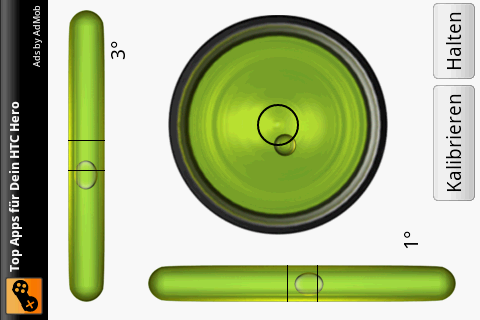 Top Apps für Dein HTC Hero
Ads by AdMob
3°
1°
Kalibrieren
Halten